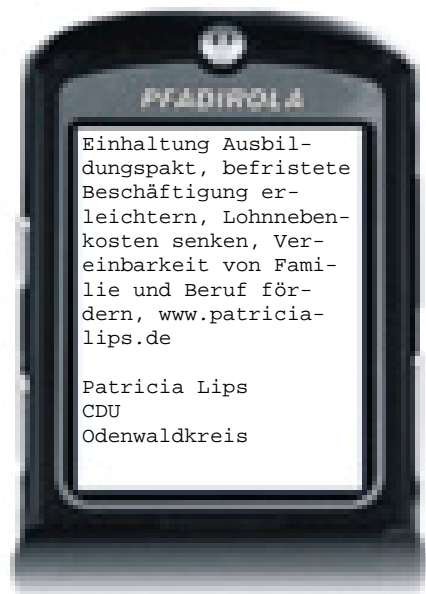 PFADIROLA
Einhaltung Ausbil-
dungspakt, befristete
Beschäftigung er-
leichtern, Lohnneben-
kosten senken, Ver-
einbarkeit von Fami-
lie und Beruf för-
dern, www.patricia-
lips.de
Patricia Lips
CDU
Odenwaldkreis